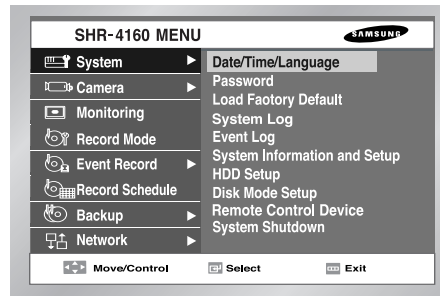 SHR-4160 MENU
SAMSUNG
System
Camera
Monitoring
Record Mode
Event Record
Record Schedule
Backup
Network
Date/Time/Language
Password
Load Faotory Default
System Log
Event Log
System Information and Setup
HDD Setup
Disk Mode Setup
Remote Control Device
System Shutdown
Move/Control
Select
Exit